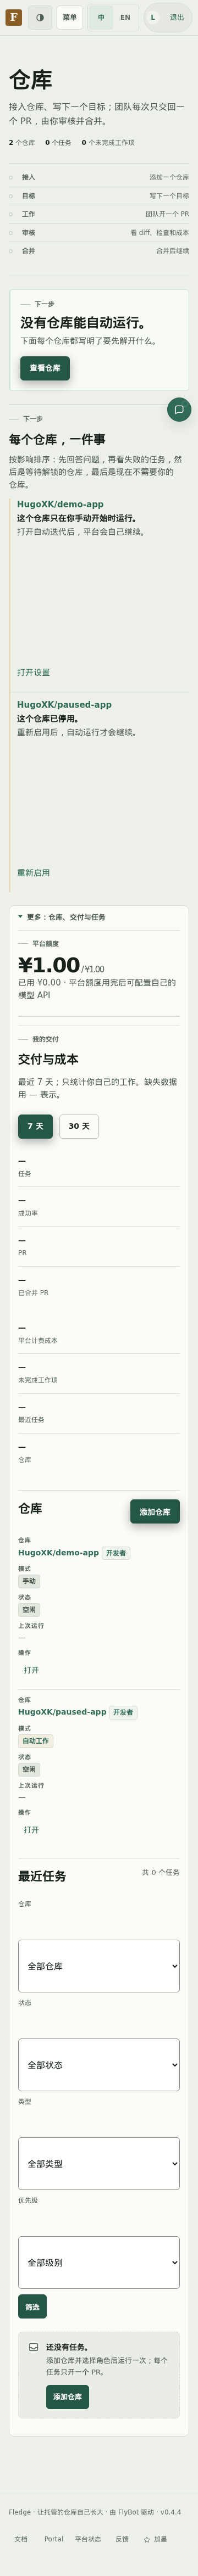 F
菜单
中
EN
L
退出
仓库
接入仓库、写下一个目标；团队每次只交回一
个 PR，由你审核并合并。
2 个仓库 0 个任务 0 个未完成工作项
接入 添加一个仓库
目标 写下一个目标
工作 团队开一个 PR
审核 看 diff、检查和成本
合并 合并后继续
下一步
没有仓库能自动运行。
下面每个仓库都写明了要先解开什么。
查看仓库
下一步
每个仓库，一件事
按影响排序：先回答问题，再看失败的任务，然
后是等待解锁的仓库，最后是现在不需要你的
仓库。
HugoXK/demo-app
这个仓库只在你手动开始时运行。
打开自动迭代后，平台会自己继续。
打开设置
HugoXK/paused-app
这个仓库已停用。
重新启用后，自动运行才会继续。
重新启用
更多：仓库、交付与任务
平台额度
¥1.00 / ¥1.00
已用 ¥0.00 · 平台额度用完后可配置自己的
模型 API
我的交付
交付与成本
最近 7 天；只统计你自己的工作。缺失数据
用 — 表示。
7 天
30 天
—
任务
—
成功率
—
PR
—
已合并 PR
—
平台计费成本
—
未完成工作项
—
最近任务
—
仓库
仓库
添加仓库
仓库
HugoXK/demo-app 开发者
模式
手动
状态
空闲
上次运行
—
操作
打开
仓库
HugoXK/paused-app 开发者
模式
自动工作
状态
空闲
上次运行
—
操作
打开
最近任务
共 0 个任务
仓库
全部仓库
状态
全部状态
类型
全部类型
优先级
全部级别
筛选
还没有任务。
添加仓库并选择角色后运行一次；每个
任务只开一个 PR。
添加仓库
Fledge · 让托管的仓库自己长大 · 由 FlyBot 驱动 · v0.4.4
文档 Portal 平台状态 反馈 加星